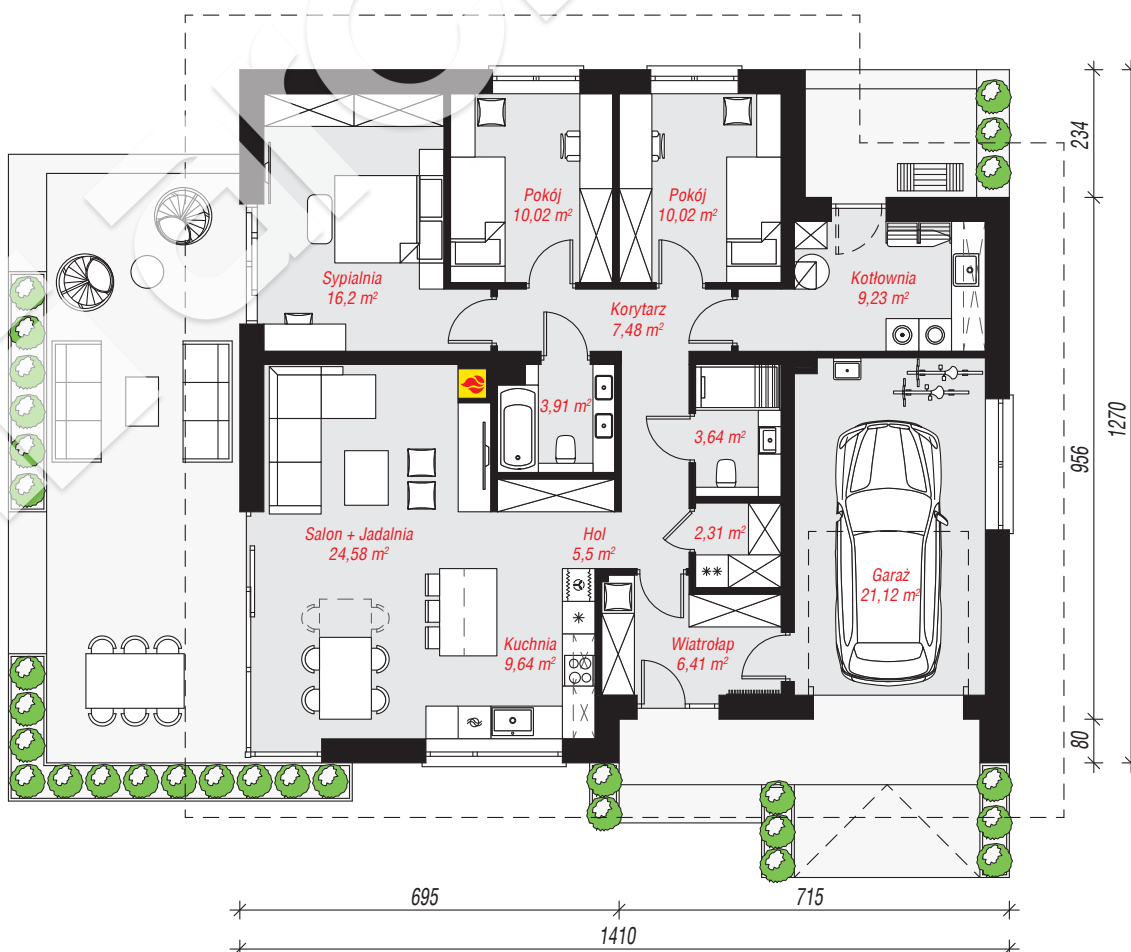 Pokój
10,02 m²
Pokój
10,02 m²
Sypialnia
16,2 m²
Korytarz
7,48 m²
Kotłownia
9,23 m²
3,91 m²
3,64 m²
Salon + Jadalnia
24,58 m²
Hol
5,5 m²
2,31 m²
Garaż
21,12 m²
Kuchnia
9,64 m²
Wiatrołap
6,41 m²
234
956
1270
80
695
715
1410